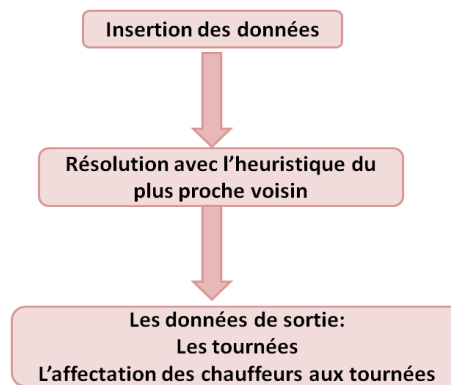 Insertion des données
Résolution avec l'heuristique du
plus proche voisin
Les données de sortie:
Les tournées
L'affectation des chauffeurs aux tournées